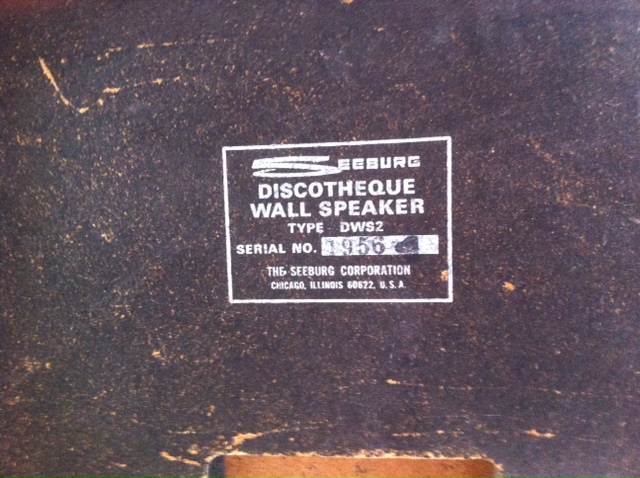 SEEBURG
DISCOTHEQUE
WALL SPEAKER
TYPE DWS2
SERIAL NO. 1956
THE SEEBURG CORPORATION
CHICAGO, ILLINOIS 60622, U.S.A.